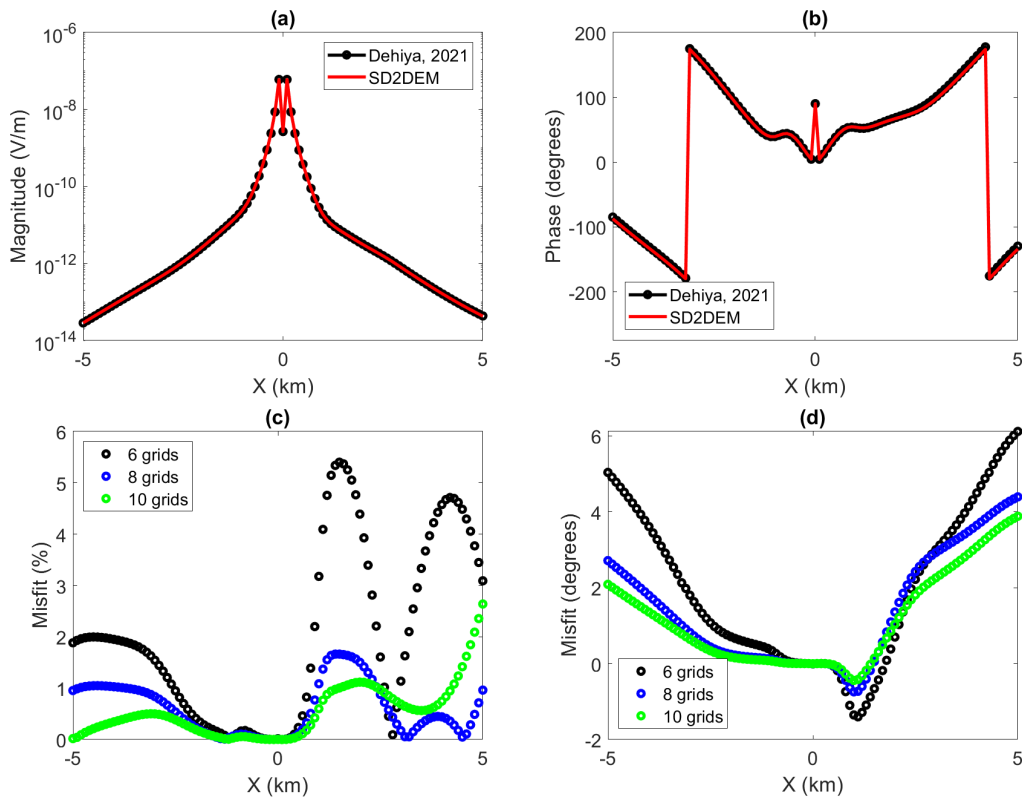 (a)
10^-6
10^-8
10^-10
10^-12
10^-14
Magnitude (V/m)
Dehiya, 2021
SD2DEM
-5
0
5
X (km)
(b)
200
100
0
-100
-200
Phase (degrees)
Dehiya, 2021
SD2DEM
-5
0
5
X (km)
(c)
6
5
4
3
2
1
0
Misfit (%)
6 grids
8 grids
10 grids
-5
0
5
X (km)
(d)
6
4
2
0
-2
Misfit (degrees)
6 grids
8 grids
10 grids
-5
0
5
X (km)